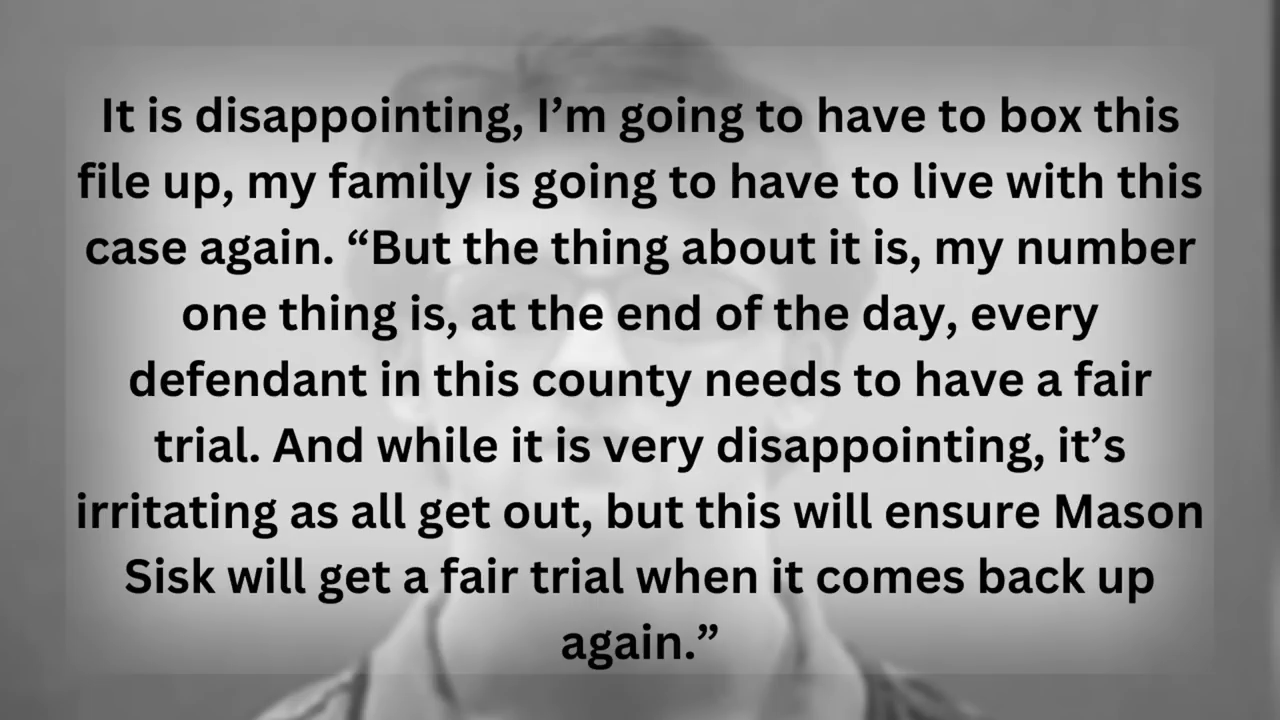 It is disappointing, I’m going to have to box this
file up, my family is going to have to live with this
case again. “But the thing about it is, my number
one thing is, at the end of the day, every
defendant in this county needs to have a fair
trial. And while it is very disappointing, it’s
irritating as all get out, but this will ensure Mason
Sisk will get a fair trial when it comes back up
again.”